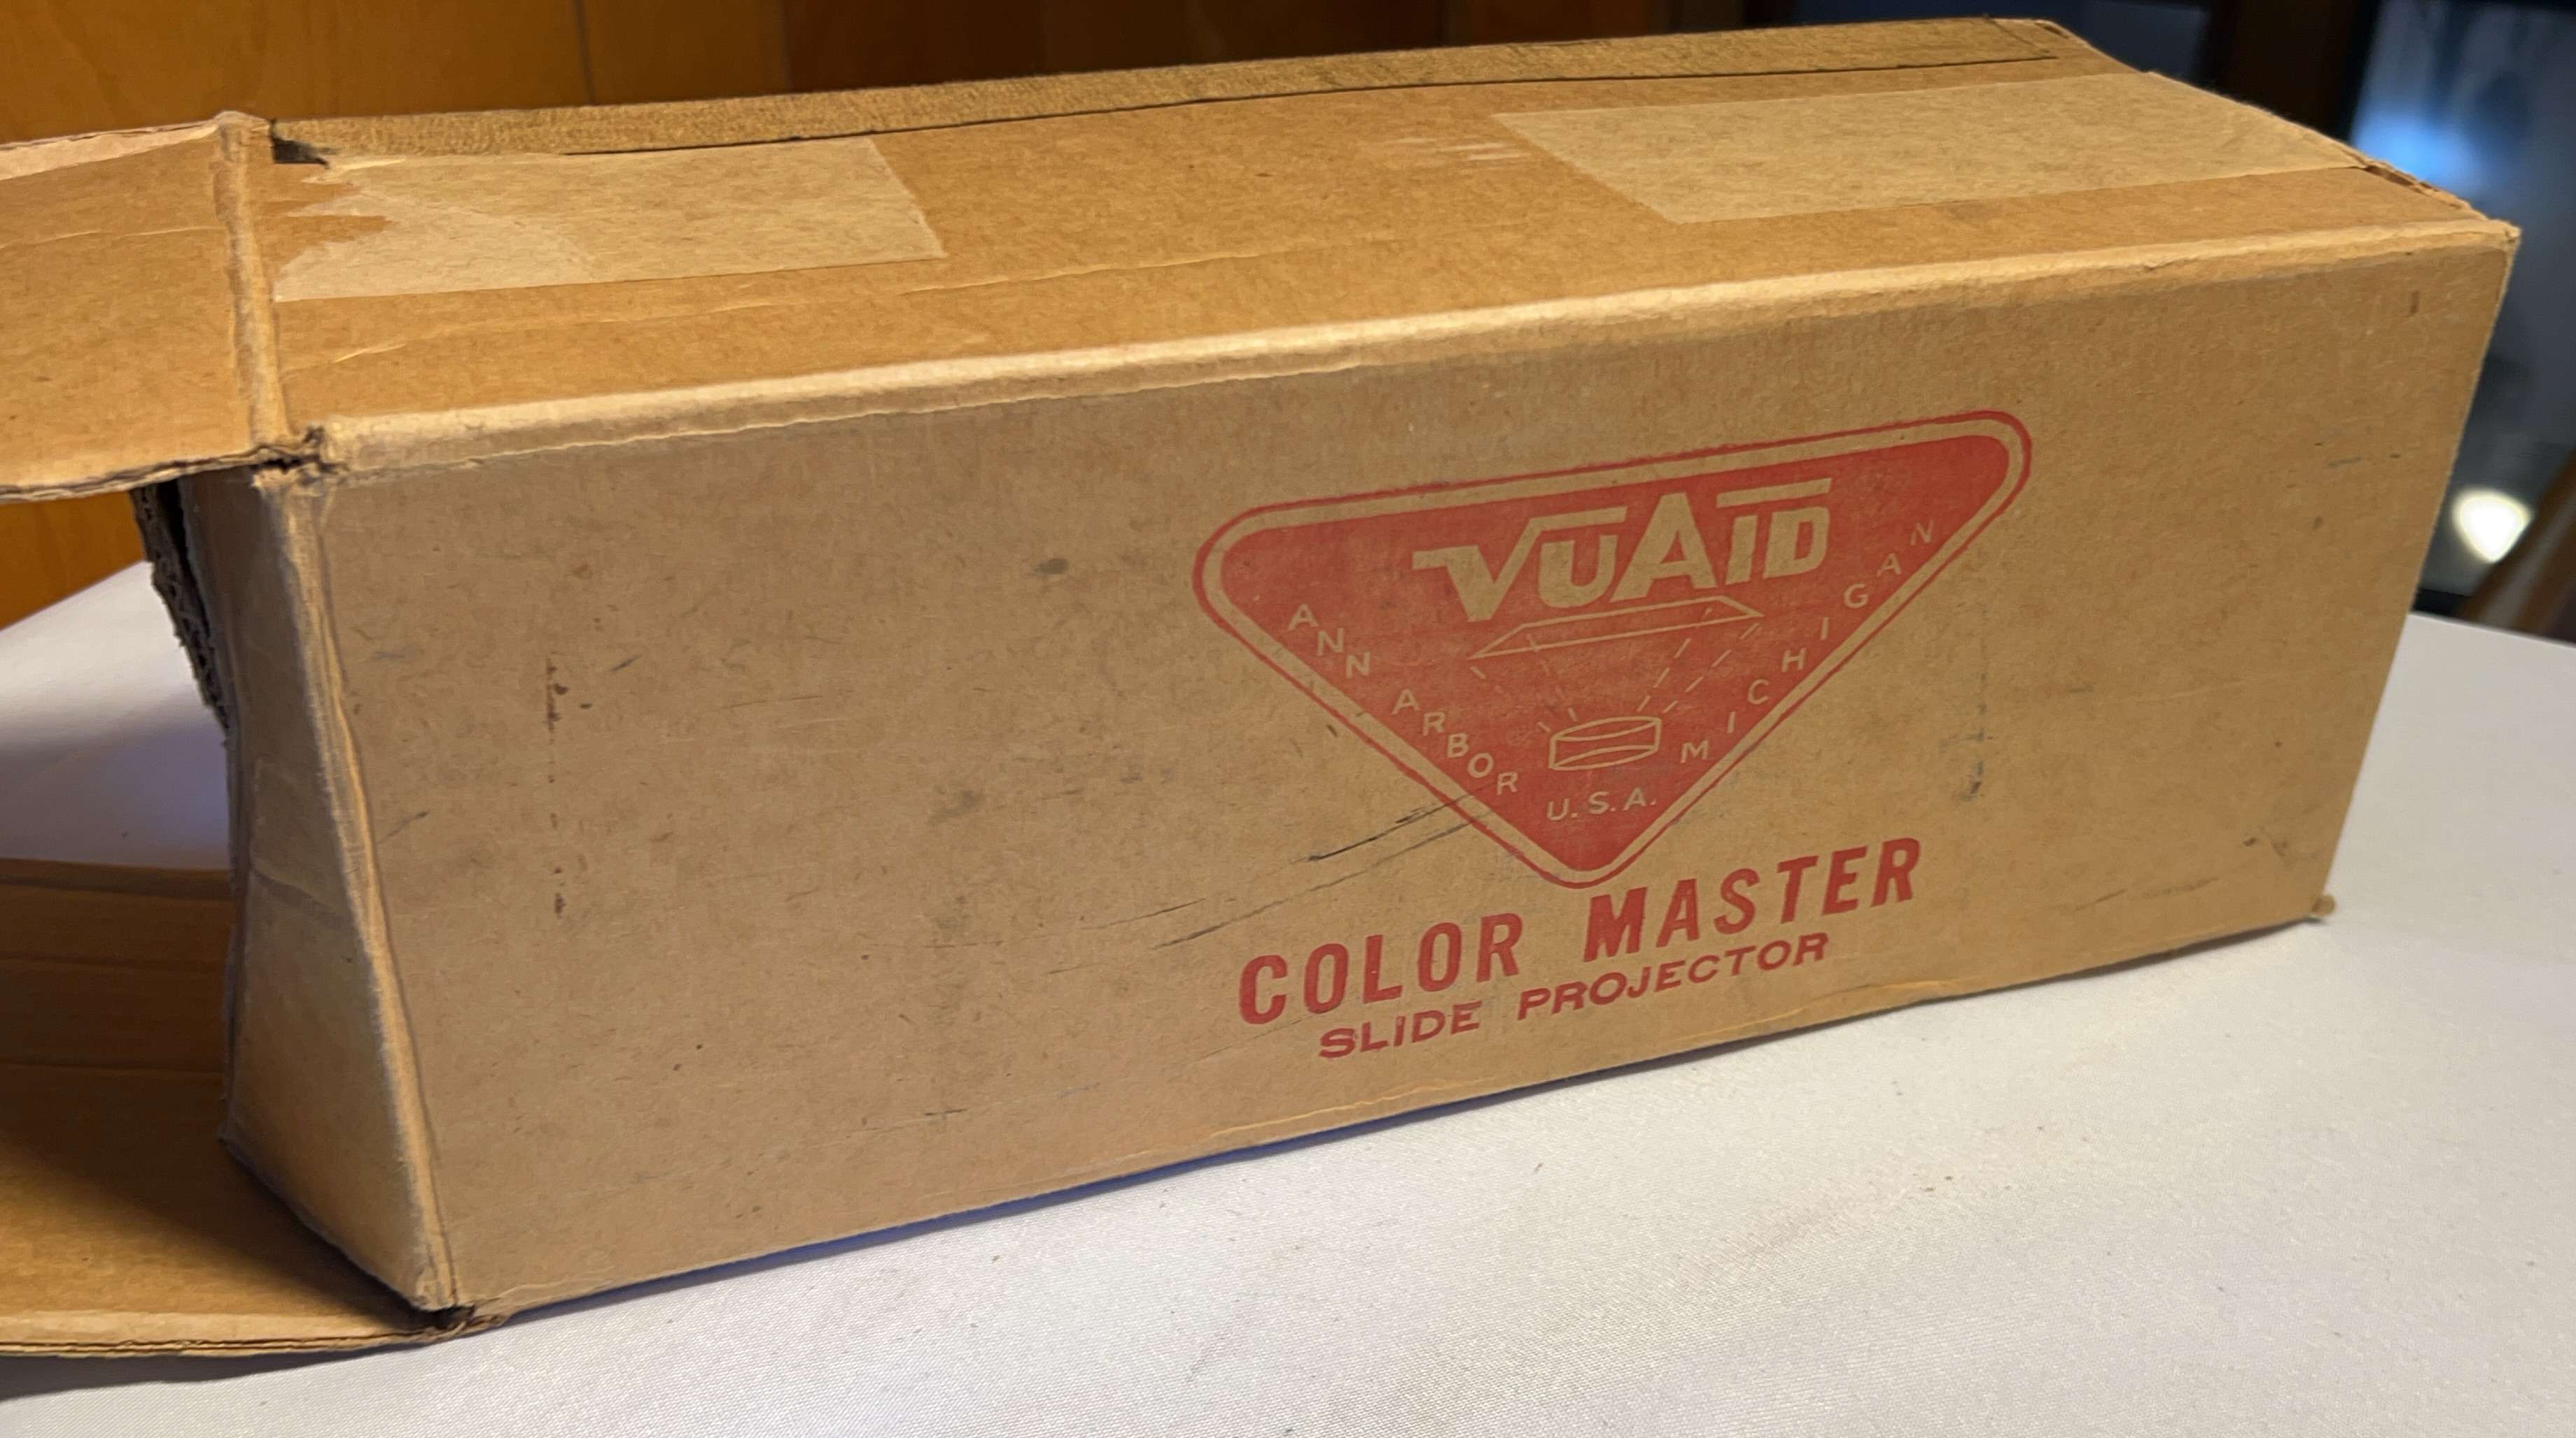 VUAID
ANN ARBOR
MICHIGAN
U.S.A.
COLOR MASTER
SLIDE PROJECTOR